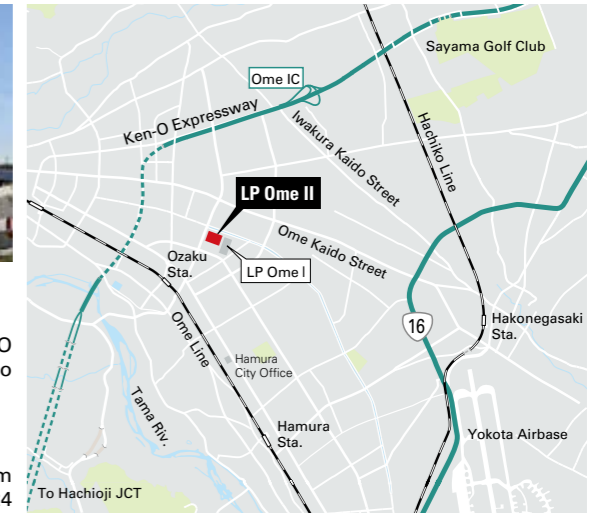 Sayama Golf Club
Ome IC
Ken-O Expressway
Iwakura Kaido Street
Hachiko Line
LP Ome II
Ome Kaido Street
Ozaku
Sta.
LP Ome I
16
Hakonegasaki
Sta.
Ome Line
Hamura
City Office
Tama Riv.
Hamura
Sta.
Yokota Airbase
To Hachioji JCT
O
o
m
4